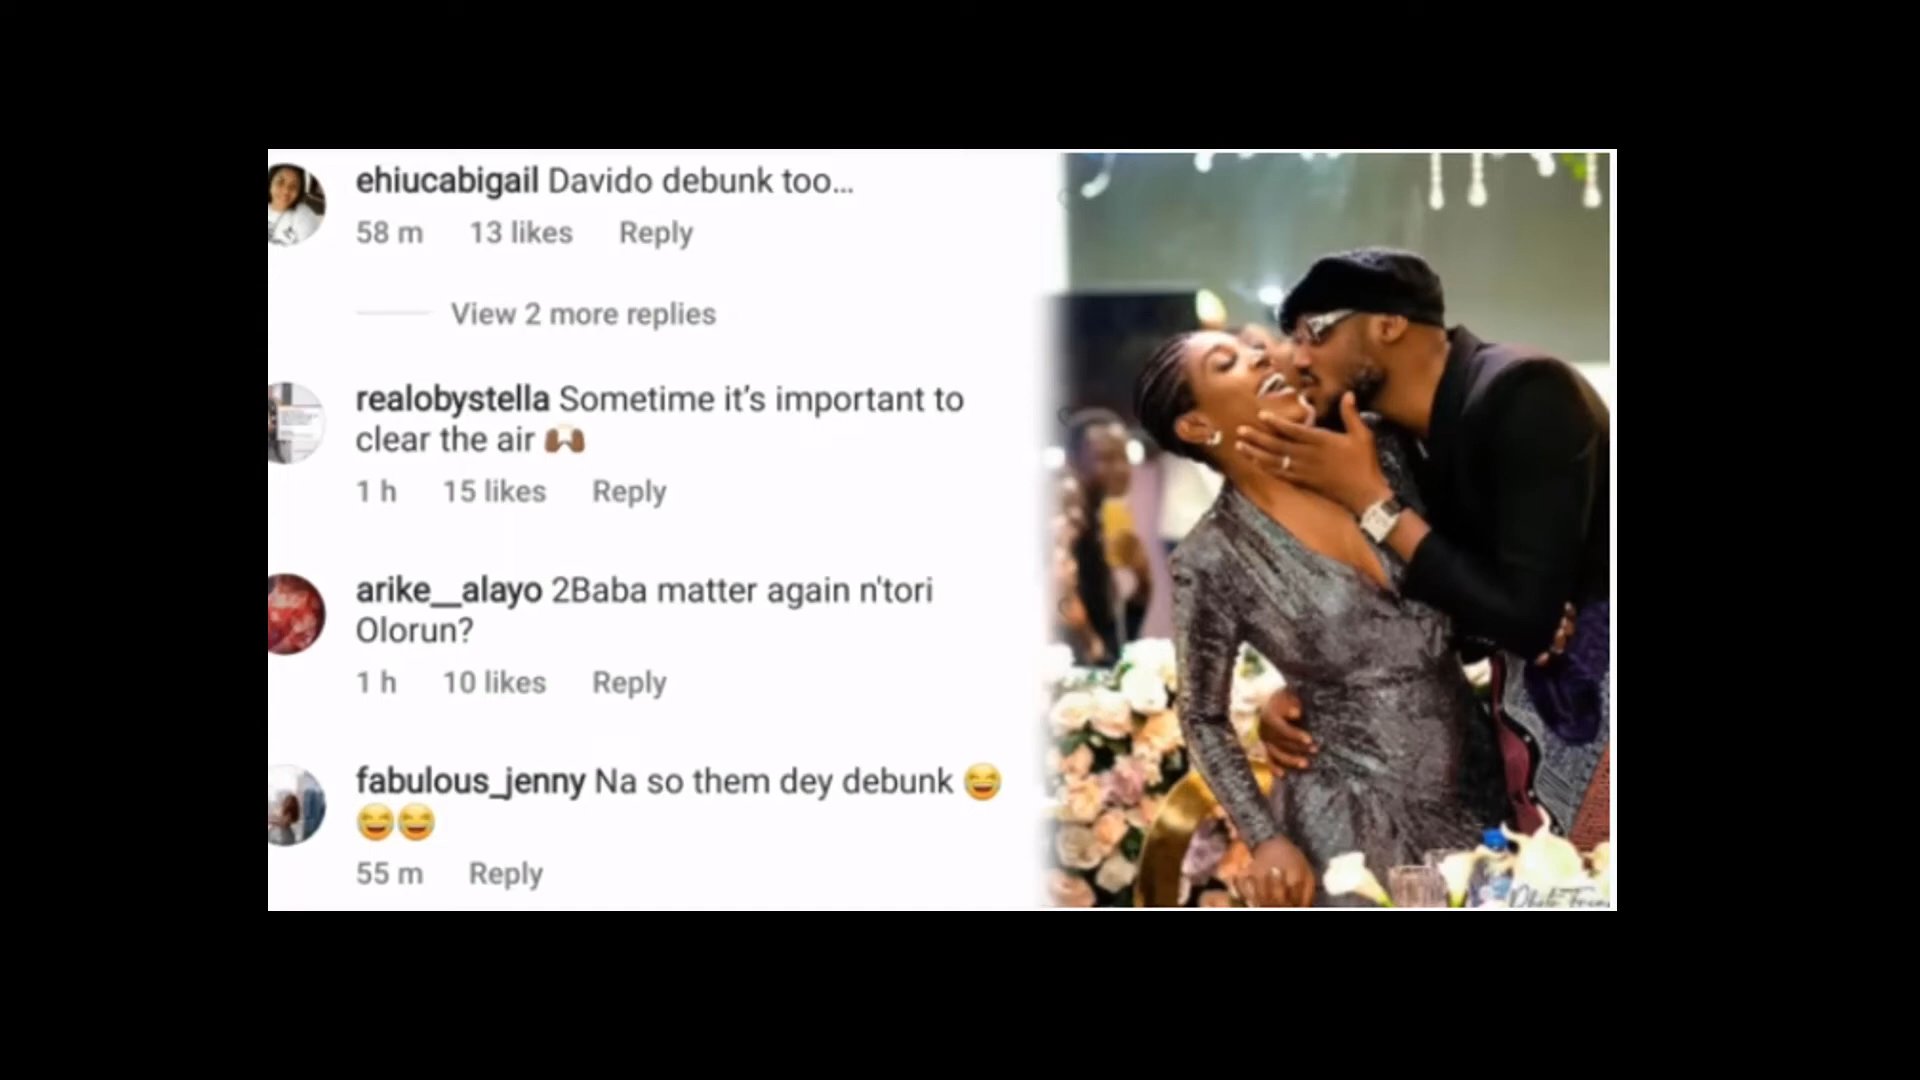 ehiucabigail Davido debunk too...
58 m 13 likes Reply
View 2 more replies
realobystella Sometime it's important to
clear the air 🙌🏾
1 h 15 likes Reply
arike__alayo 2Baba matter again n'tori
Olorun?
1 h 10 likes Reply
fabulous_jenny Na so them dey debunk 😂
😂😂
55 m Reply
Photo